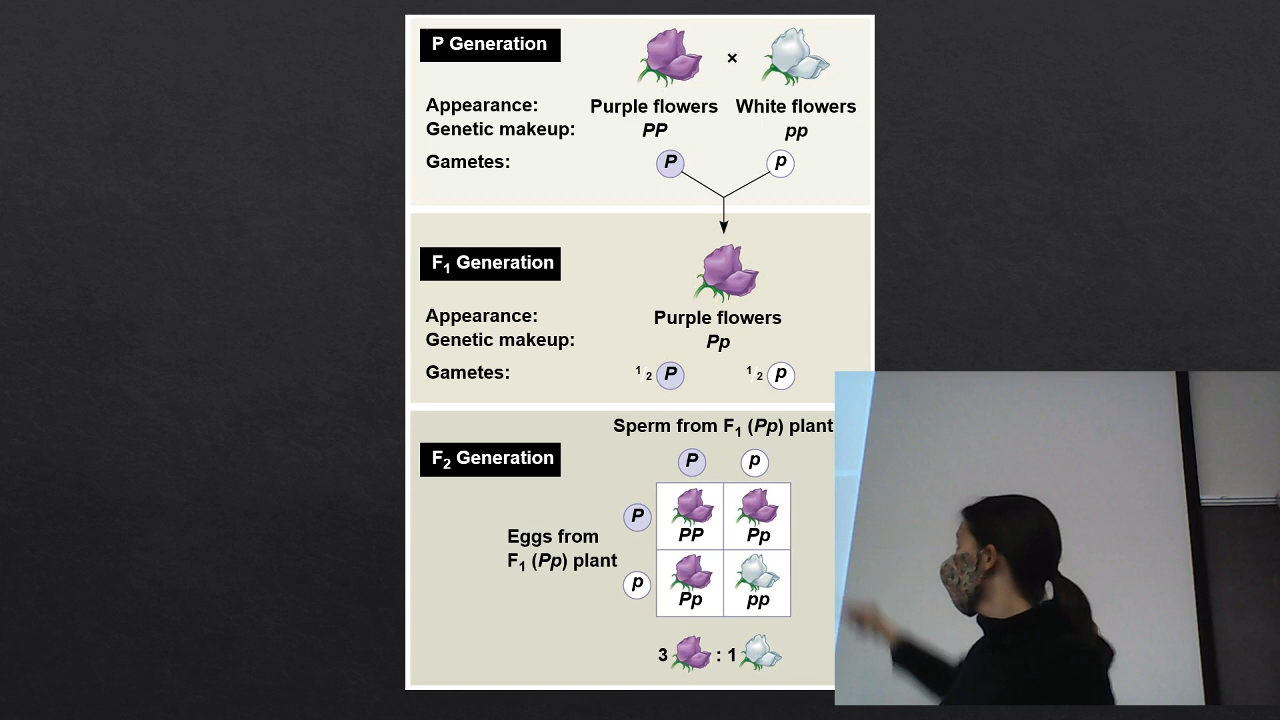 P Generation
×
Appearance: Purple flowers White flowers
Genetic makeup: PP pp
Gametes: P p
F1 Generation
Appearance: Purple flowers
Genetic makeup: Pp
Gametes: 1/2 P 1/2 p
Sperm from F1 (Pp) plant
F2 Generation
P p
P PP Pp
Eggs from
F1 (Pp) plant
p Pp pp
3 : 1